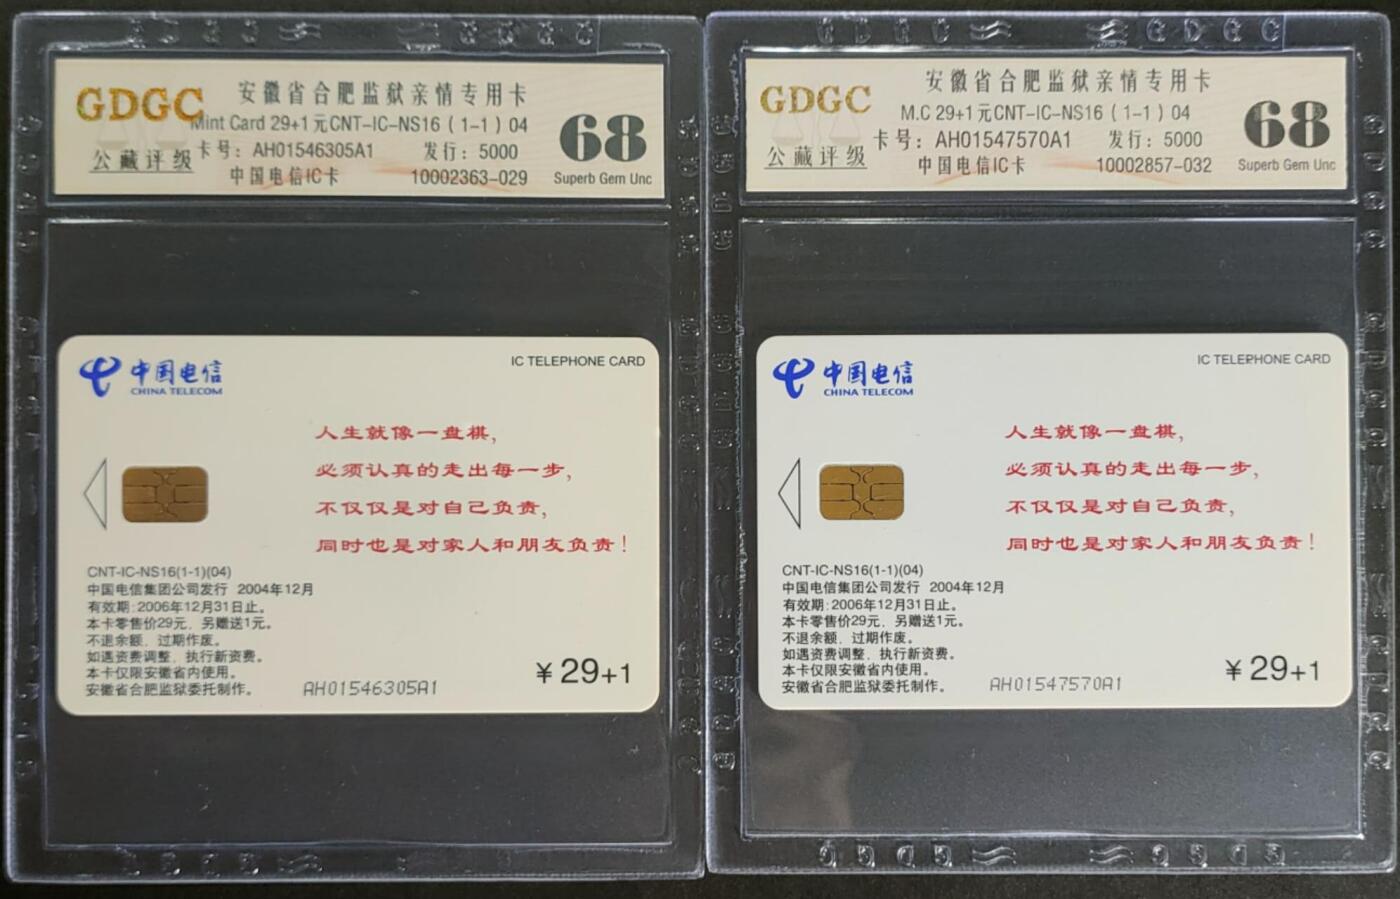 GDGC
公藏评级
安徽省合肥监狱亲情专用卡
Mint Card 29+1元CNT-IC-NS16(1-1)04
卡号：AH01546305A1 发行：5000
中国电信IC卡 10002363-029
68
Superb Gem Unc
中国电信
CHINA TELECOM
IC TELEPHONE CARD
人生就像一盘棋，
必须认真的走出每一步，
不仅仅是对自己负责，
同时也是对家人和朋友负责！
CNT-IC-NS16(1-1)(04)
中国电信集团公司发行 2004年12月
有效期：2006年12月31日止。
本卡零售价29元，另赠送1元。
不退余额，过期作废。
如遇资费调整，执行新资费。
本卡仅限安徽省内使用。
安徽省合肥监狱委托制作。
AH01546305A1
¥29+1
GDGC
公藏评级
安徽省合肥监狱亲情专用卡
M.C 29+1元CNT-IC-NS16(1-1)04
卡号：AH01547570A1 发行：5000
中国电信IC卡 10002857-032
68
Superb Gem Unc
中国电信
CHINA TELECOM
IC TELEPHONE CARD
人生就像一盘棋，
必须认真的走出每一步，
不仅仅是对自己负责，
同时也是对家人和朋友负责！
CNT-IC-NS16(1-1)(04)
中国电信集团公司发行 2004年12月
有效期：2006年12月31日止。
本卡零售价29元，另赠送1元。
不退余额，过期作废。
如遇资费调整，执行新资费。
本卡仅限安徽省内使用。
安徽省合肥监狱委托制作。
AH01547570A1
¥29+1